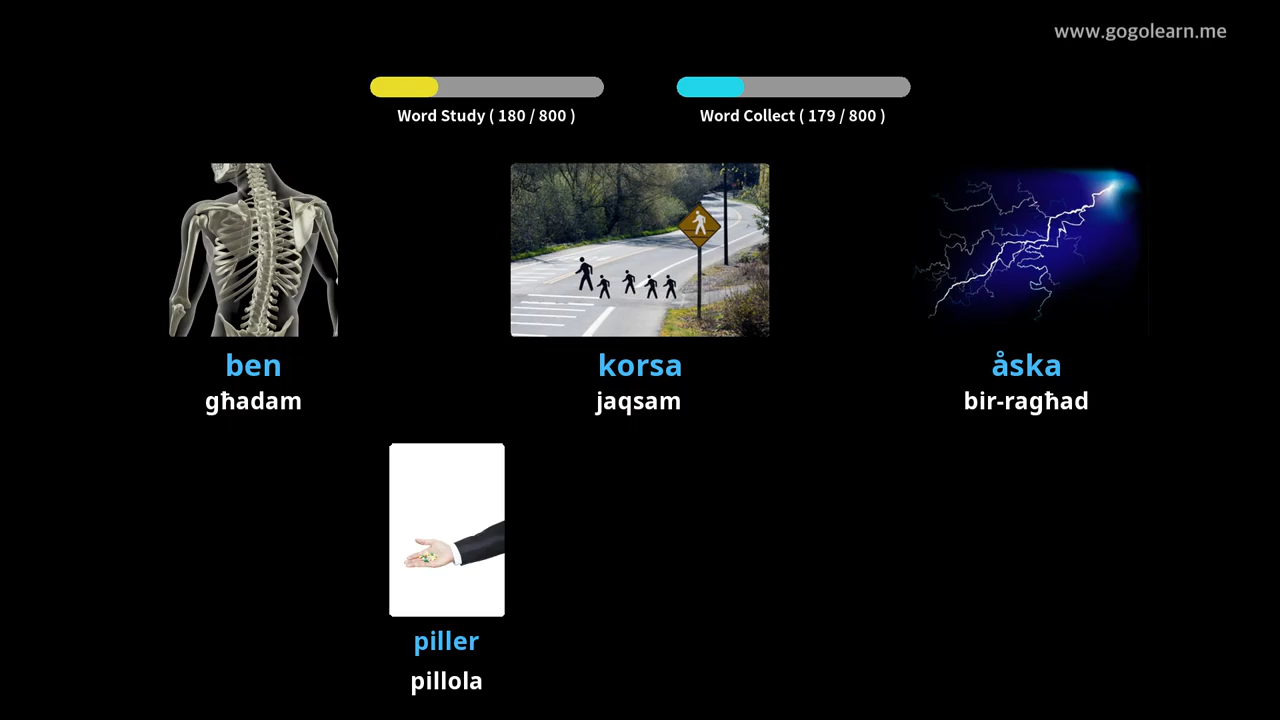 www.gogolearn.me
Word Study ( 180 / 800 )
Word Collect ( 179 / 800 )
ben
għadam
korsa
jaqsam
åska
bir-ragħad
piller
pillola